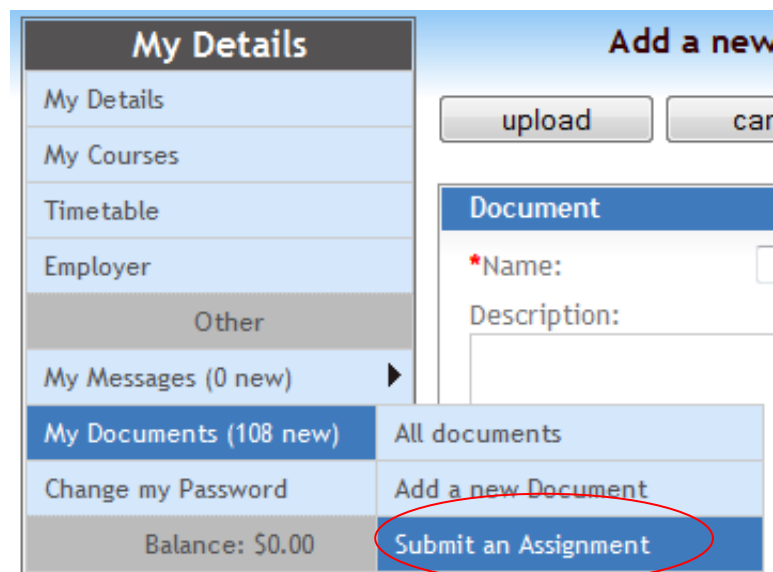 My Details
Add a new
My Details
My Courses
Timetable
Employer
Other
My Messages (0 new)
My Documents (108 new)
Change my Password
Balance: $0.00
upload
Document
*Name:
Description:
All documents
Add a new Document
Submit an Assignment